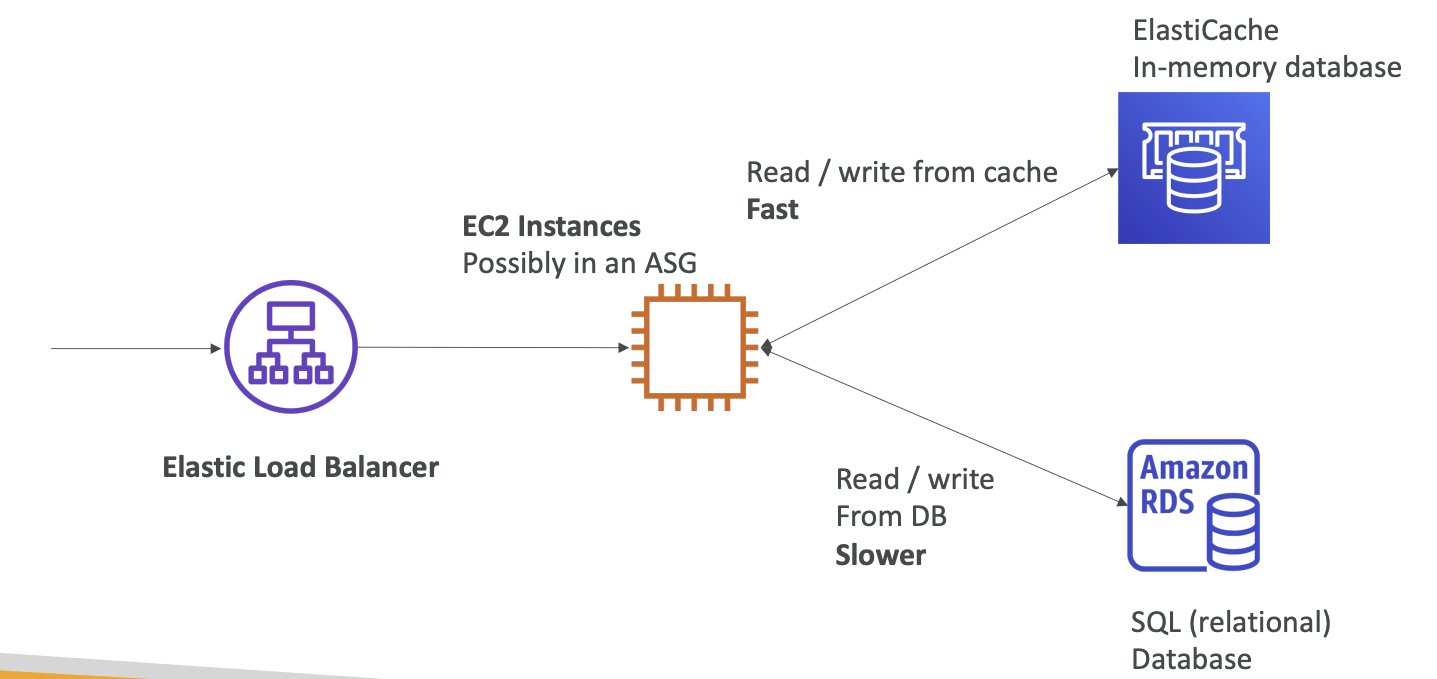 ElastiCache
In-memory database
Read / write from cache
Fast
EC2 Instances
Possibly in an ASG
Elastic Load Balancer
Read / write
From DB
Slower
Amazon
RDS
SQL (relational)
Database